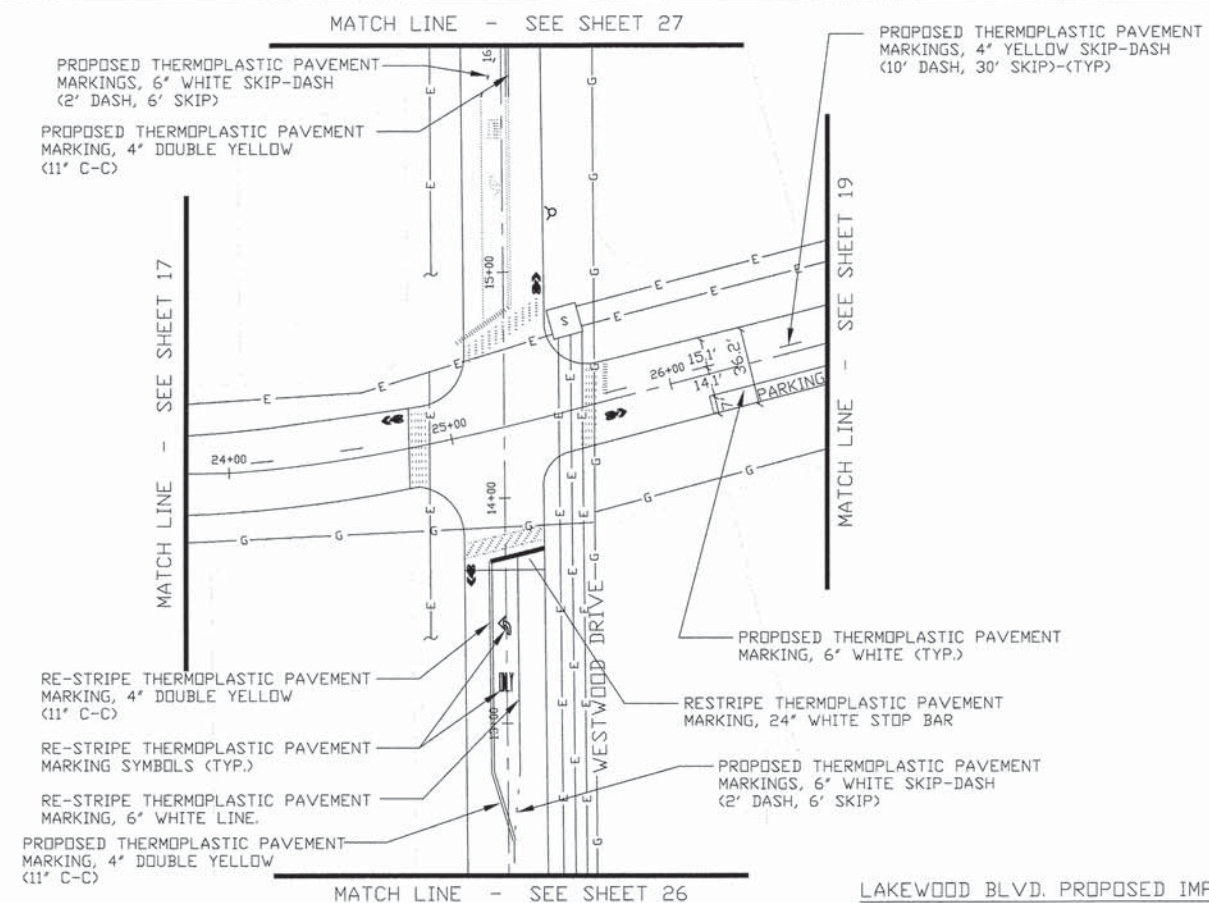 MATCH LINE - SEE SHEET 27
PROPOSED THERMOPLASTIC PAVEMENT
MARKINGS, 6" WHITE SKIP-DASH
(2' DASH, 6' SKIP)
PROPOSED THERMOPLASTIC PAVEMENT
MARKING, 4" DOUBLE YELLOW
(11" C-C)
PROPOSED THERMOPLASTIC PAVEMENT
MARKINGS, 4" YELLOW SKIP-DASH
(10' DASH, 30' SKIP)-(TYP)
MATCH LINE - SEE SHEET 17
MATCH LINE - SEE SHEET 19
16
E
E
E
G
G
G
15+00
E
E
E
E
E
E
S
E
E
E
E
E
G
24+00
25+00
26+00
15.1'
14.1'
36.2'
7'
PARKING
14+00
G
G
G
G
G
G
E
E
E
E
E
E
E
E
E
E
E
G
WESTWOOD DRIVE
G
13+00
RE-STRIPE THERMOPLASTIC PAVEMENT
MARKING, 4" DOUBLE YELLOW
(11" C-C)
RE-STRIPE THERMOPLASTIC PAVEMENT
MARKING SYMBOLS (TYP.)
RE-STRIPE THERMOPLASTIC PAVEMENT
MARKING, 6" WHITE LINE.
PROPOSED THERMOPLASTIC PAVEMENT
MARKING, 4" DOUBLE YELLOW
(11" C-C)
PROPOSED THERMOPLASTIC PAVEMENT
MARKING, 6" WHITE (TYP.)
RESTRIPE THERMOPLASTIC PAVEMENT
MARKING, 24" WHITE STOP BAR
PROPOSED THERMOPLASTIC PAVEMENT
MARKINGS, 6" WHITE SKIP-DASH
(2' DASH, 6' SKIP)
MATCH LINE - SEE SHEET 26
LAKEWOOD BLVD. PROPOSED